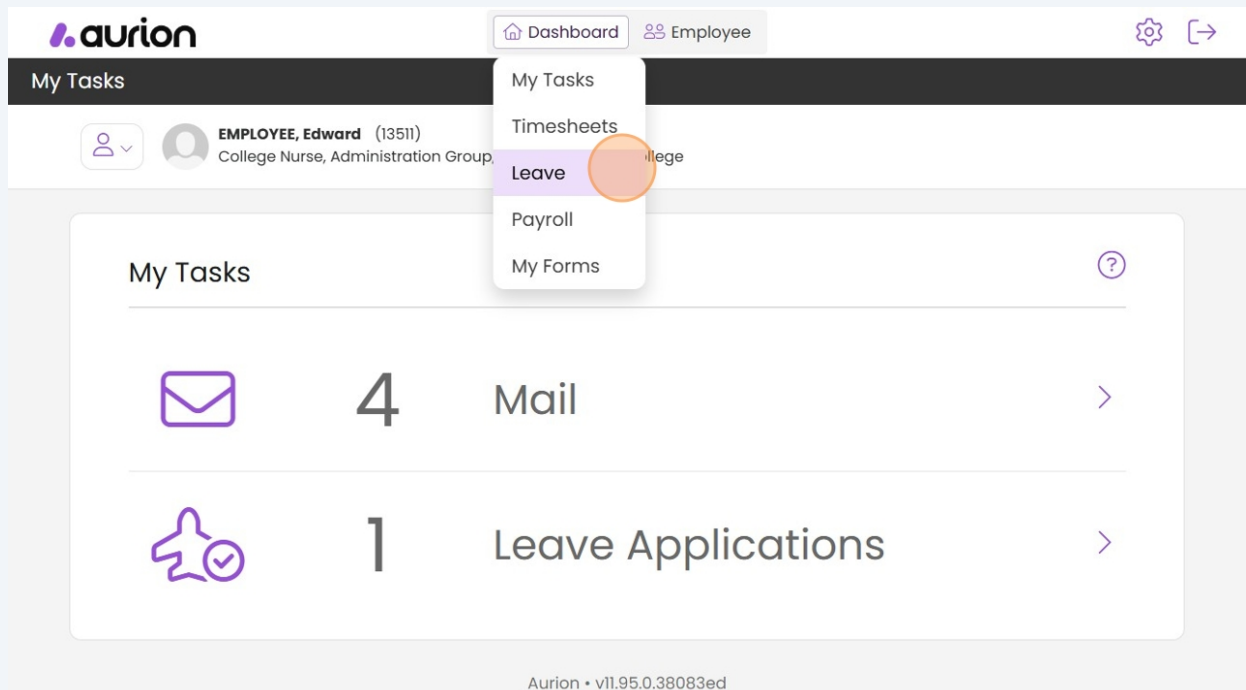 aurion
Dashboard
Employee
My Tasks
My Tasks
Timesheets
Leave
Payroll
My Forms
EMPLOYEE, Edward (13511)
College Nurse, Administration Group,
My Tasks
?
4 Mail
1 Leave Applications
Aurion • v11.95.0.38083ed